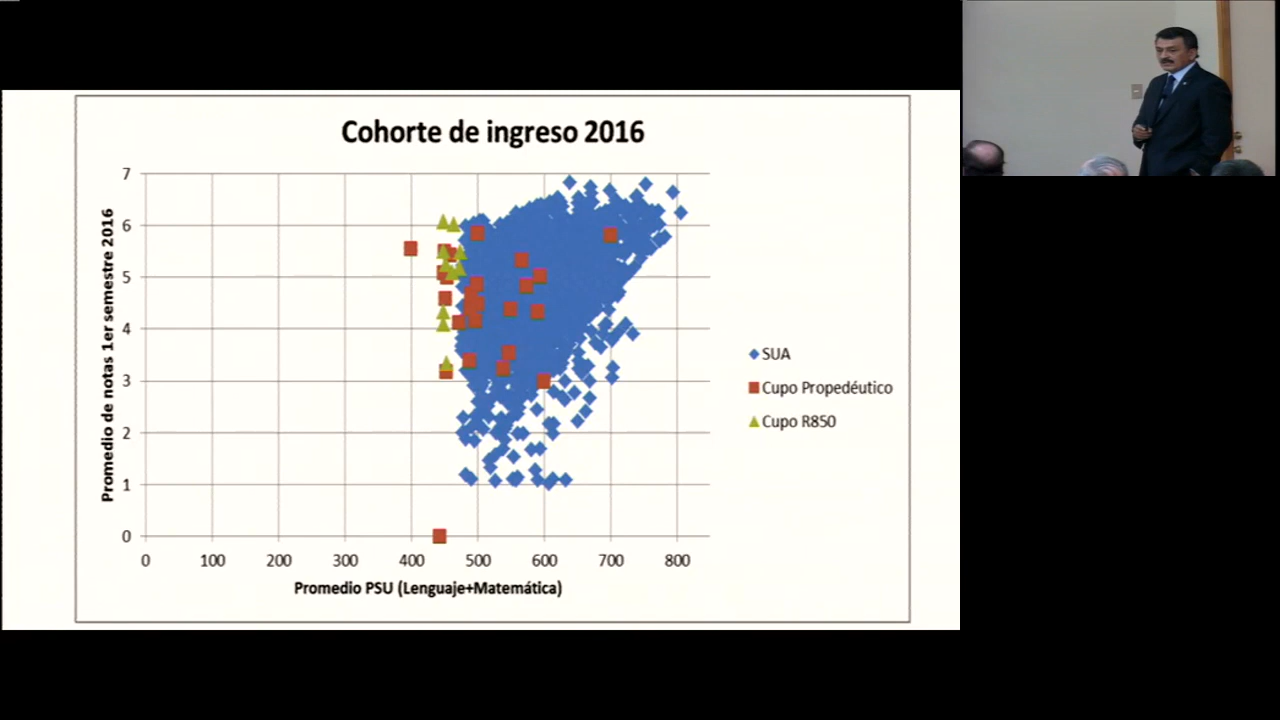 Cohorte de ingreso 2016
Promedio de notas 1er semestre 2016
7
6
5
4
3
2
1
0
0 100 200 300 400 500 600 700 800
Promedio PSU (Lenguaje+Matemática)
SUA
Cupo Propedéutico
Cupo R850